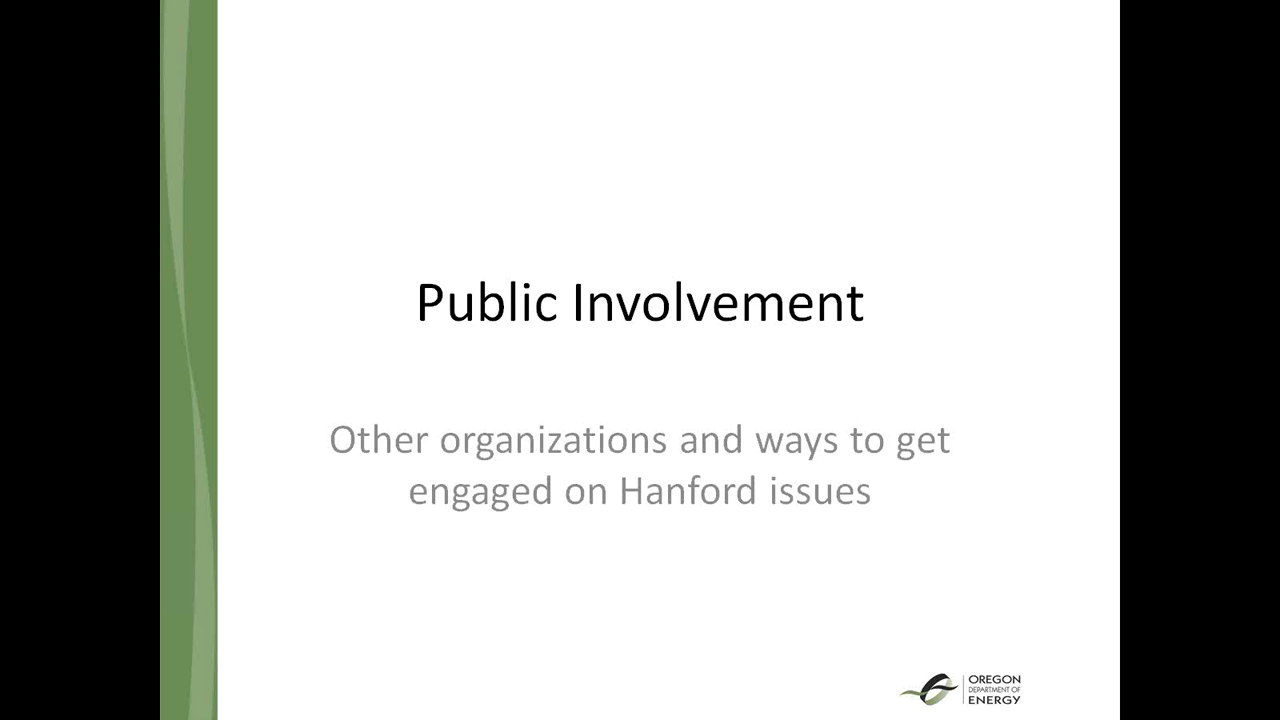 Public Involvement
Other organizations and ways to get
engaged on Hanford issues
OREGON
DEPARTMENT OF
ENERGY